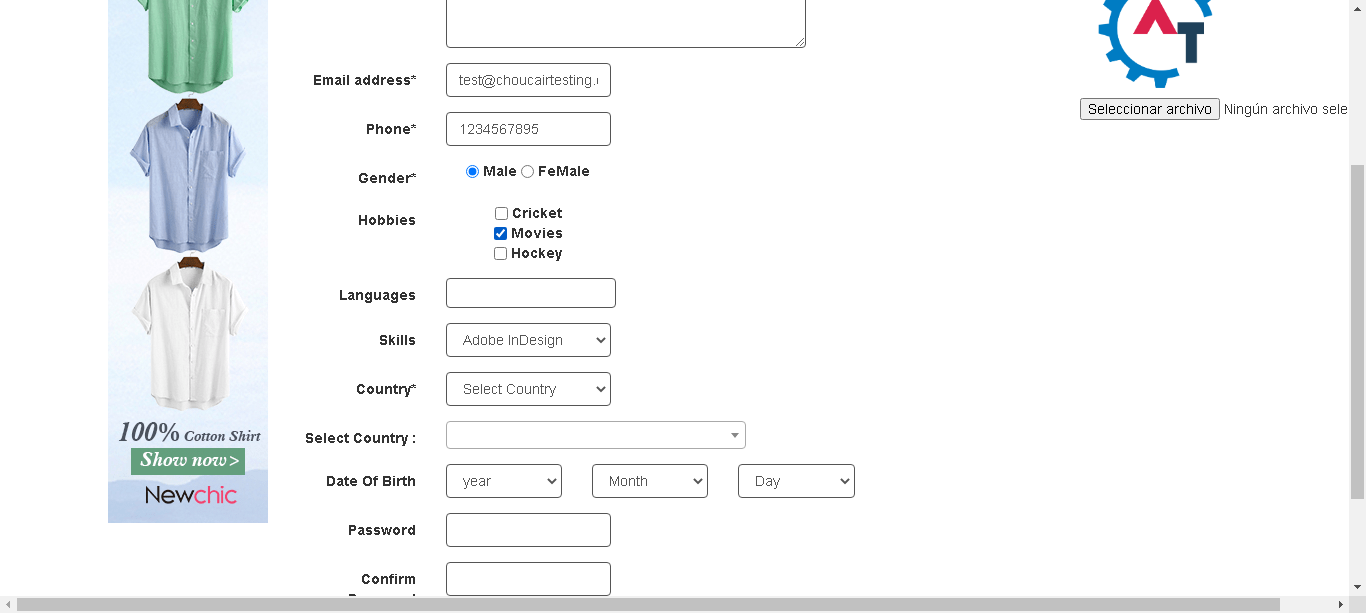 Email address*
test@choucairtesting.
Phone*
1234567895
Gender*
Male FeMale
Hobbies
Cricket
Movies
Hockey
Languages
Skills
Adobe InDesign
Country*
Select Country
Select Country :
Date Of Birth
year Month Day
Password
Confirm
AT
Seleccionar archivo Ningún archivo sele
100% Cotton Shirt
Show now>
Newchic